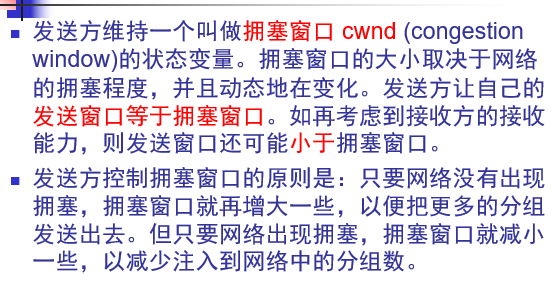 发送方维持一个叫做拥塞窗口 cwnd (congestion
window)的状态变量。拥塞窗口的大小取决于网络
的拥塞程度，并且动态地在变化。发送方让自己的
发送窗口等于拥塞窗口。如再考虑到接收方的接收
能力，则发送窗口还可能小于拥塞窗口。
发送方控制拥塞窗口的原则是：只要网络没有出现
拥塞，拥塞窗口就再增大一些，以便把更多的分组
发送出去。但只要网络出现拥塞，拥塞窗口就减小
一些，以减少注入到网络中的分组数。